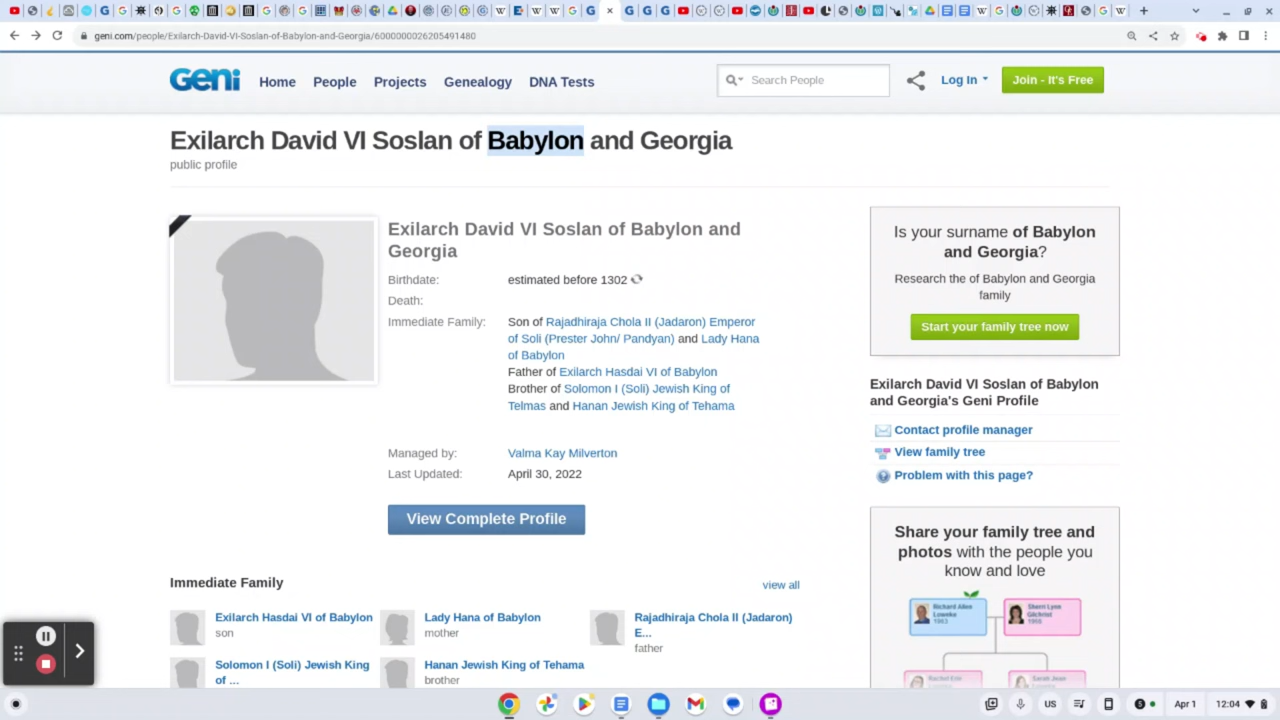 geni.com/people/Exilarch-David-VI-Soslan-of-Babylon-and-Georgia/6000000026205491480
Geni
Home
People
Projects
Genealogy
DNA Tests
Search People
Log In
Join - It's Free
Exilarch David VI Soslan of Babylon and Georgia
public profile
Exilarch David VI Soslan of Babylon and
Georgia
Birthdate: estimated before 1302
Death:
Immediate Family: Son of Rajadhiraja Chola II (Jadaron) Emperor
of Soli (Prester John/ Pandyan) and Lady Hana
of Babylon
Father of Exilarch Hasdai VI of Babylon
Brother of Solomon I (Soli) Jewish King of
Telmas and Hanan Jewish King of Tehama
Managed by: Valma Kay Milverton
Last Updated: April 30, 2022
View Complete Profile
Is your surname of Babylon
and Georgia?
Research the of Babylon and Georgia
family
Start your family tree now
Exilarch David VI Soslan of Babylon
and Georgia's Geni Profile
Contact profile manager
View family tree
Problem with this page?
Share your family tree and
photos with the people you
know and love
Richard Allen
Loweke
1963
Sherri Lynn
Gilchrist
1960
Immediate Family
view all
Exilarch Hasdai VI of Babylon
son
Lady Hana of Babylon
mother
Rajadhiraja Chola II (Jadaron)
E...
father
Solomon I (Soli) Jewish King
of ...
Hanan Jewish King of Tehama
brother
US
Apr 1
12:04